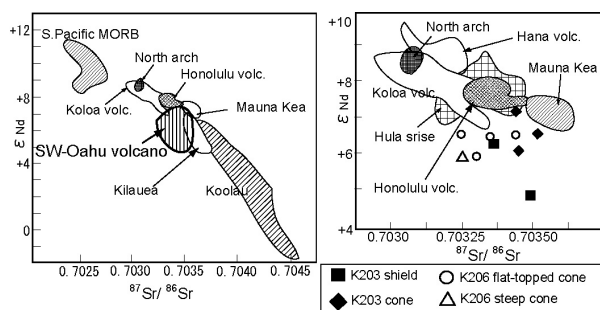 +12
S.Pacific MORB
North arch
+8
Honolulu volc.
Koloa volc.
Mauna Kea
ε Nd
SW-Oahu volcano
+4
Kilauea
Koolau
0
0.7025
0.7030
0.7035
0.7040
0.7045
87Sr/ 86Sr
+10
North arch
Hana volc.
+8
Koloa volc.
Mauna Kea
ε Nd
Hula srise
+6
Honolulu volc.
+4
0.7030
0.70325
0.70350
87Sr/ 86Sr
K203 shield
K206 flat-topped cone
K203 cone
K206 steep cone